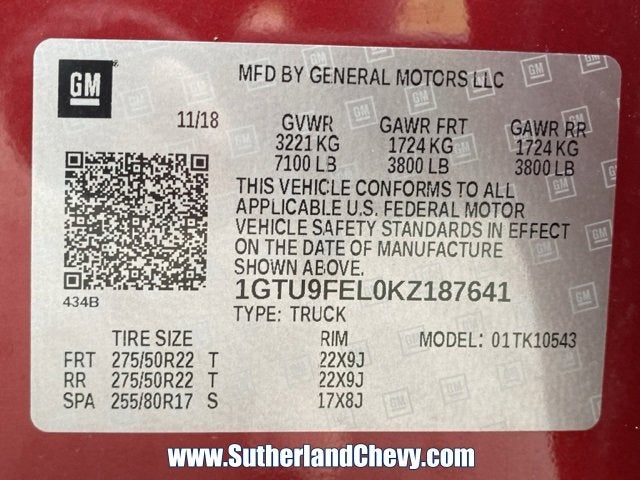 GM
MFD BY GENERAL MOTORS LLC
11/18 GVWR GAWR FRT GAWR RR
3221 KG 1724 KG 1724 KG
7100 LB 3800 LB 3800 LB
THIS VEHICLE CONFORMS TO ALL
APPLICABLE U.S. FEDERAL MOTOR
VEHICLE SAFETY STANDARDS IN EFFECT
ON THE DATE OF MANUFACTURE
SHOWN ABOVE.
434B
1GTU9FEL0KZ187641
TYPE: TRUCK
TIRE SIZE RIM MODEL: 01TK10543
FRT 275/50R22 T 22X9J
RR 275/50R22 T 22X9J
SPA 255/80R17 S 17X8J
www.SutherlandChevy.com